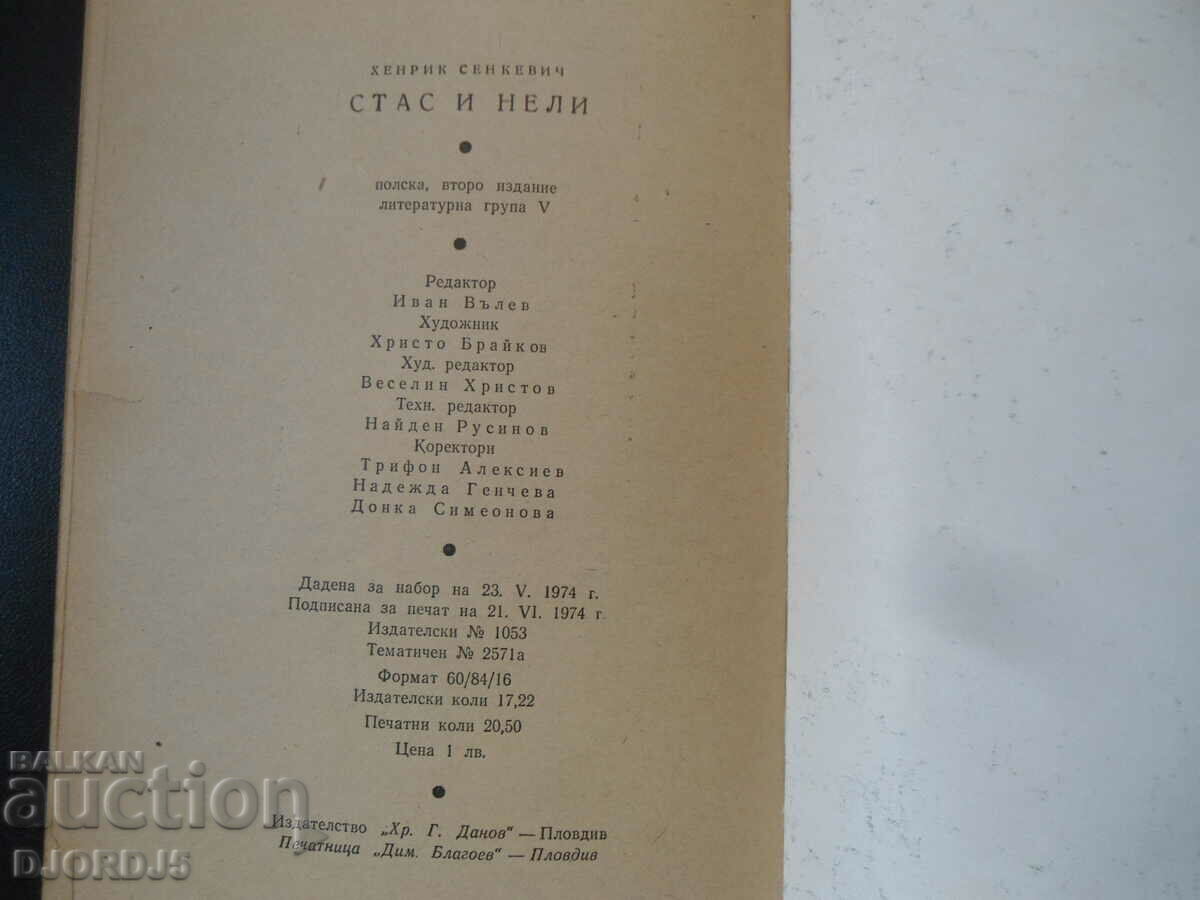 ХЕНРИК СЕНКЕВИЧ
СТАС И НЕЛИ
полска, второ издание
литературна група V
Редактор
Иван Вълев
Художник
Христо Брайков
Худ. редактор
Веселин Христов
Техн. редактор
Найден Русинов
Коректори
Трифон Алексиев
Надежда Генчева
Донка Симеонова
Дадена за набор на 23. V. 1974 г.
Подписана за печат на 21. VI. 1974 г.
Издателски № 1053
Тематичен № 2571а
Формат 60/84/16
Издателски коли 17,22
Печатни коли 20,50
Цена 1 лв.
Издателство „Хр. Г. Данов“ — Пловдив
Печатница „Дим. Благоев“ — Пловдив
BALKAN
auction
DJORDJ5